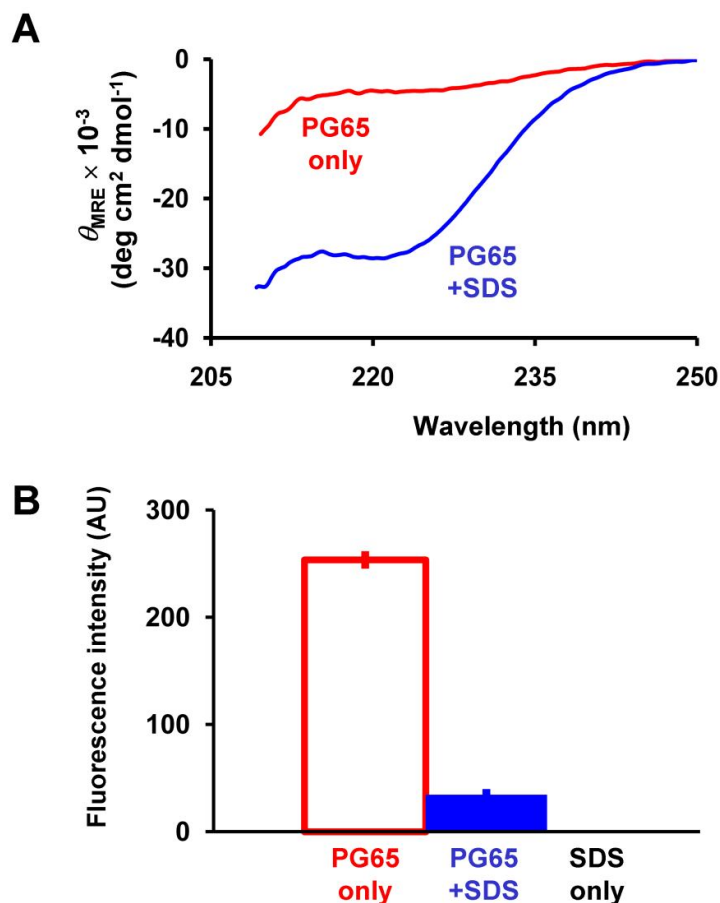 A
0
-10
-20
-30
-40
θMRE × 10⁻³
(deg cm² dmol⁻¹)
PG65
only
PG65
+SDS
205
220
235
250
Wavelength (nm)
B
Fluorescence intensity (AU)
300
200
100
0
PG65
only
PG65
+SDS
SDS
only